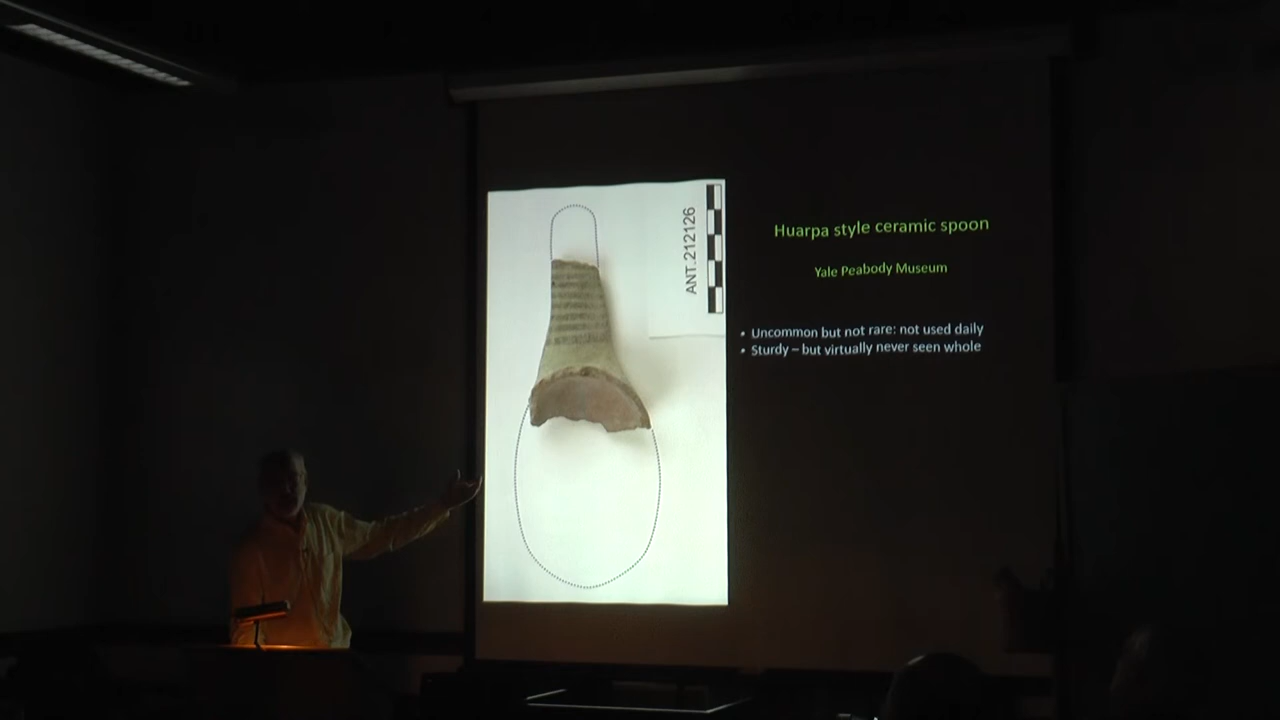 ANT.212126
Huarpa style ceramic spoon
Yale Peabody Museum
• Uncommon but not rare: not used daily
• Sturdy – but virtually never seen whole